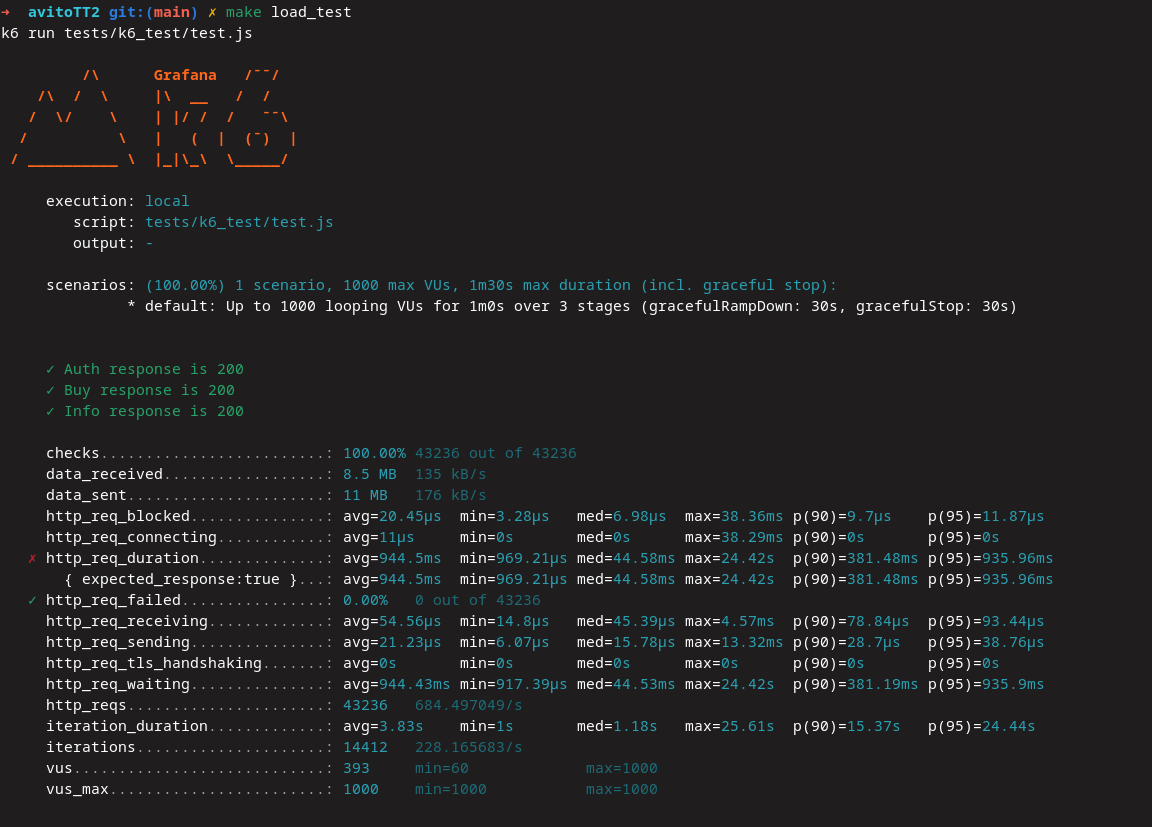 → avitoTT2 git:(main) ✗ make load_test
k6 run tests/k6_test/test.js
         /\      Grafana   /‾‾/
    /\  /  \     |\  __   /  /
   /  \/    \    | |/ /  /   ‾‾\
  /          \   |   (  |  (‾)  |
 / __________ \  |_|\_\  \_____/
     execution: local
        script: tests/k6_test/test.js
        output: -
     scenarios: (100.00%) 1 scenario, 1000 max VUs, 1m30s max duration (incl. graceful stop):
              * default: Up to 1000 looping VUs for 1m0s over 3 stages (gracefulRampDown: 30s, gracefulStop: 30s)
     ✓ Auth response is 200
     ✓ Buy response is 200
     ✓ Info response is 200
     checks.........................: 100.00% 43236 out of 43236
     data_received..................: 8.5 MB  135 kB/s
     data_sent......................: 11 MB   176 kB/s
     http_req_blocked...............: avg=20.45µs  min=3.28µs   med=6.98µs  max=38.36ms p(90)=9.7µs    p(95)=11.87µs
     http_req_connecting............: avg=11µs     min=0s       med=0s      max=38.29ms p(90)=0s       p(95)=0s
   ✗ http_req_duration..............: avg=944.5ms  min=969.21µs med=44.58ms max=24.42s  p(90)=381.48ms p(95)=935.96ms
       { expected_response:true }...: avg=944.5ms  min=969.21µs med=44.58ms max=24.42s  p(90)=381.48ms p(95)=935.96ms
   ✓ http_req_failed................: 0.00%   0 out of 43236
     http_req_receiving.............: avg=54.56µs  min=14.8µs   med=45.39µs max=4.57ms  p(90)=78.84µs  p(95)=93.44µs
     http_req_sending...............: avg=21.23µs  min=6.07µs   med=15.78µs max=13.32ms p(90)=28.7µs   p(95)=38.76µs
     http_req_tls_handshaking.......: avg=0s       min=0s       med=0s      max=0s      p(90)=0s       p(95)=0s
     http_req_waiting...............: avg=944.43ms min=917.39µs med=44.53ms max=24.42s  p(90)=381.19ms p(95)=935.9ms
     http_reqs......................: 43236   684.497049/s
     iteration_duration.............: avg=3.83s    min=1s       med=1.18s   max=25.61s  p(90)=15.37s   p(95)=24.44s
     iterations.....................: 14412   228.165683/s
     vus............................: 393     min=60             max=1000
     vus_max........................: 1000    min=1000           max=1000